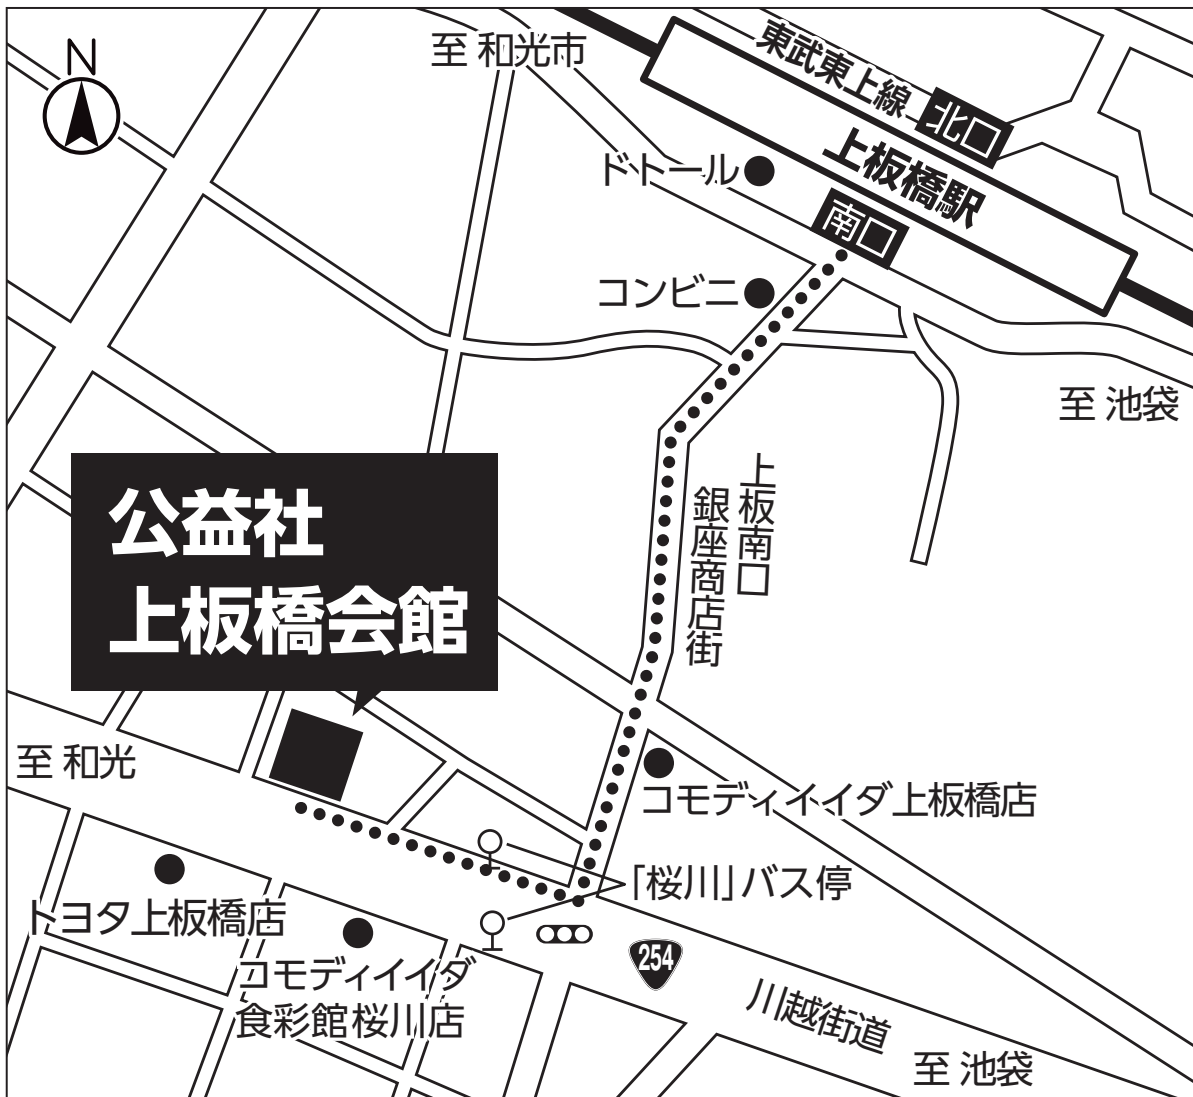 N
至 和光市
東武東上線
北口
上板橋駅
ドトール
南口
コンビニ
至 池袋
公益社
上板橋会館
上板南口
銀座商店街
至 和光
コモディイイダ上板橋店
「桜川」バス停
トヨタ上板橋店
コモディイイダ
食彩館桜川店
254
川越街道
至 池袋